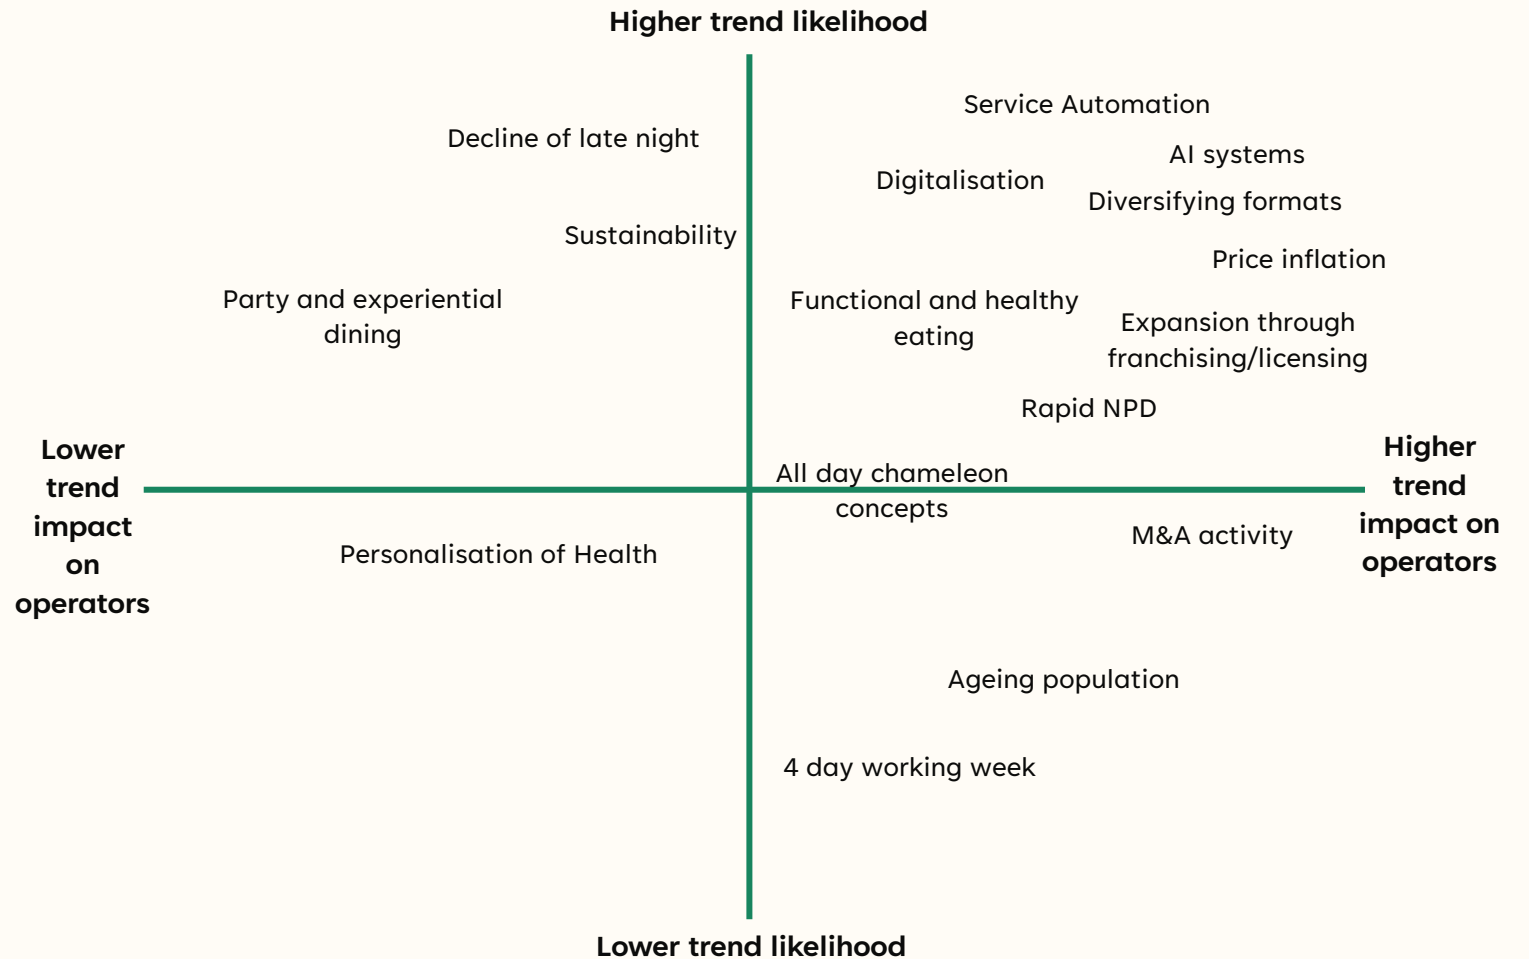 Higher trend likelihood
Service Automation
Decline of late night
AI systems
Digitalisation
Diversifying formats
Sustainability
Price inflation
Party and experiential
dining
Functional and healthy
eating
Expansion through
franchising/licensing
Rapid NPD
Lower
trend
impact
on
operators
Higher
trend
impact on
operators
All day chameleon
concepts
M&A activity
Personalisation of Health
Ageing population
4 day working week
Lower trend likelihood